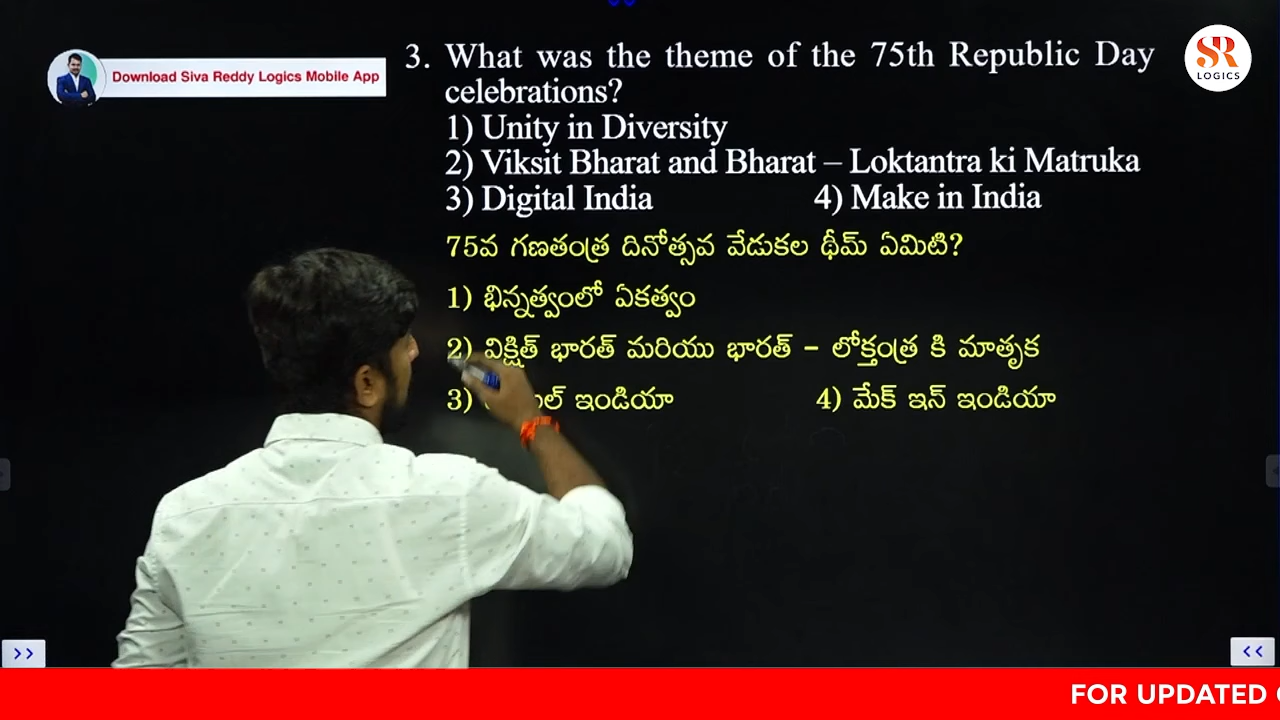 Download Siva Reddy Logics Mobile App
SR
LOGICS
3. What was the theme of the 75th Republic Day
celebrations?
1) Unity in Diversity
2) Viksit Bharat and Bharat – Loktantra ki Matruka
3) Digital India 4) Make in India
75వ గణతంత్ర దినోత్సవ వేడుకల థీమ్ ఏమిటి?
1) భిన్నత్వంలో ఏకత్వం
2) విక్షిత్ భారత్ మరియు భారత్ – లోక్తంత్ర కి మాతృక
3) ఇండియా 4) మేక్ ఇన్ ఇండియా
>> <<
FOR UPDATED